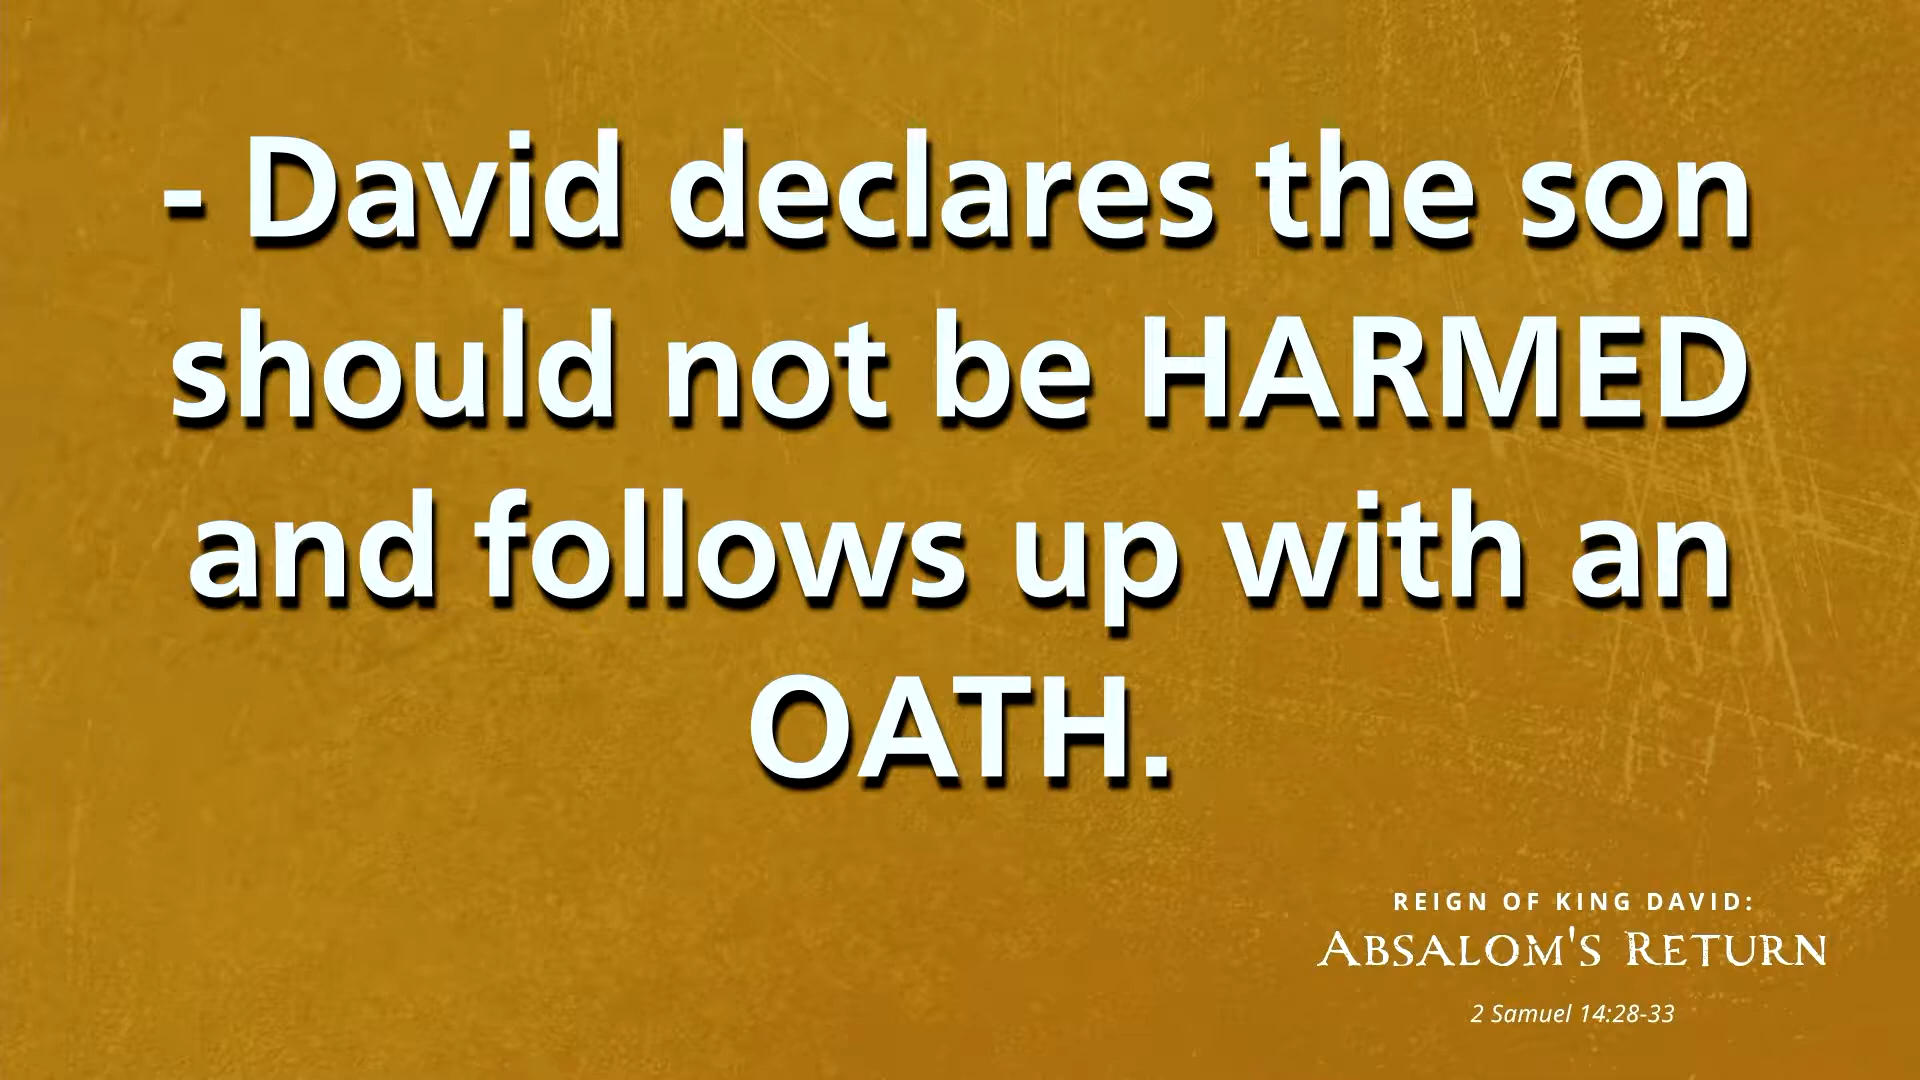 - David declares the son
should not be HARMED
and follows up with an
OATH.
REIGN OF KING DAVID:
ABSALOM'S RETURN
2 Samuel 14:28-33